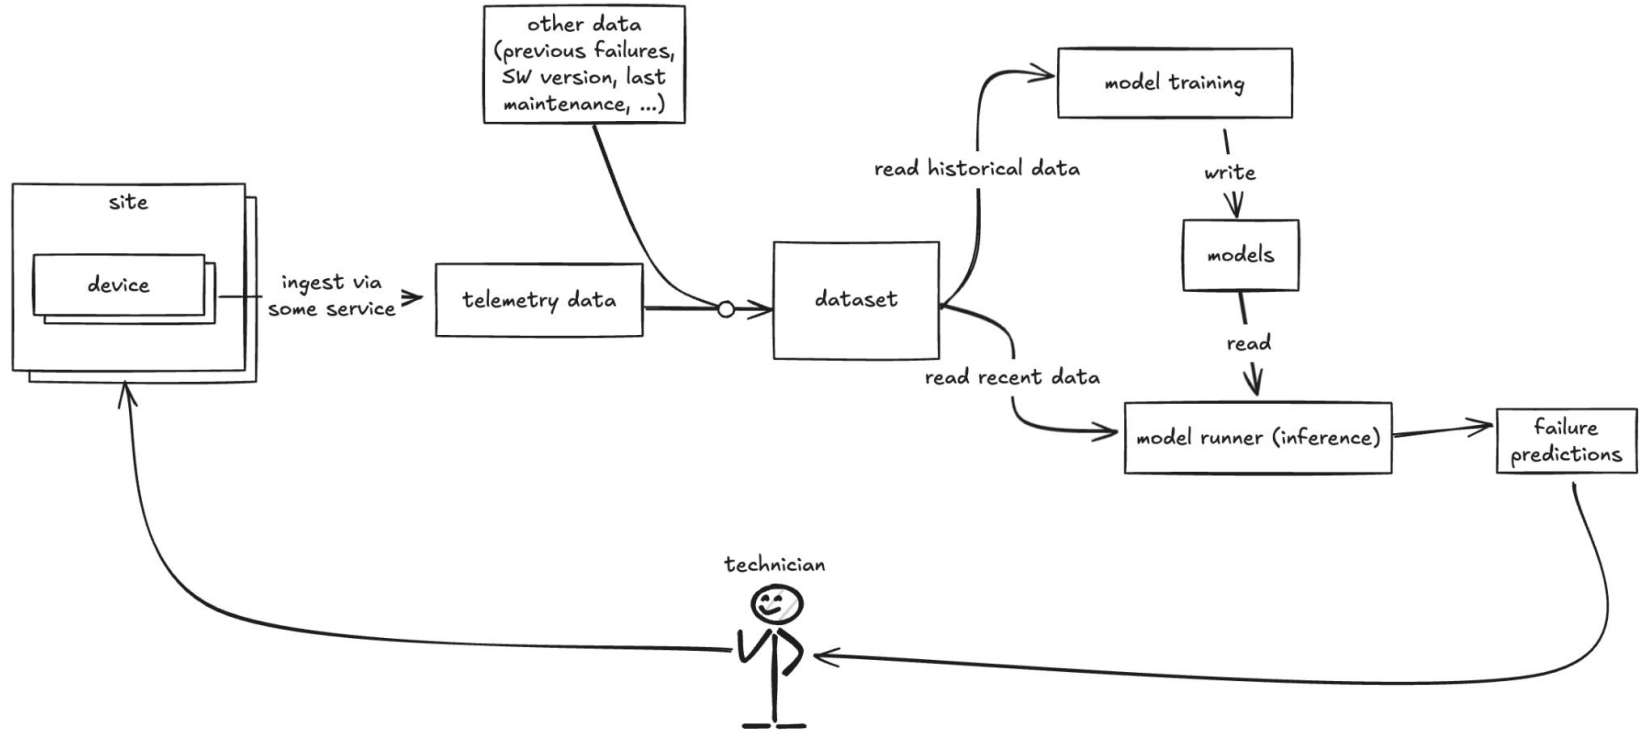 other data
(previous failures,
SW version, last
maintenance, ...)
model training
read historical data
write
site
device
ingest via
some service
telemetry data
dataset
models
read
read recent data
model runner (inference)
failure
predictions
technician